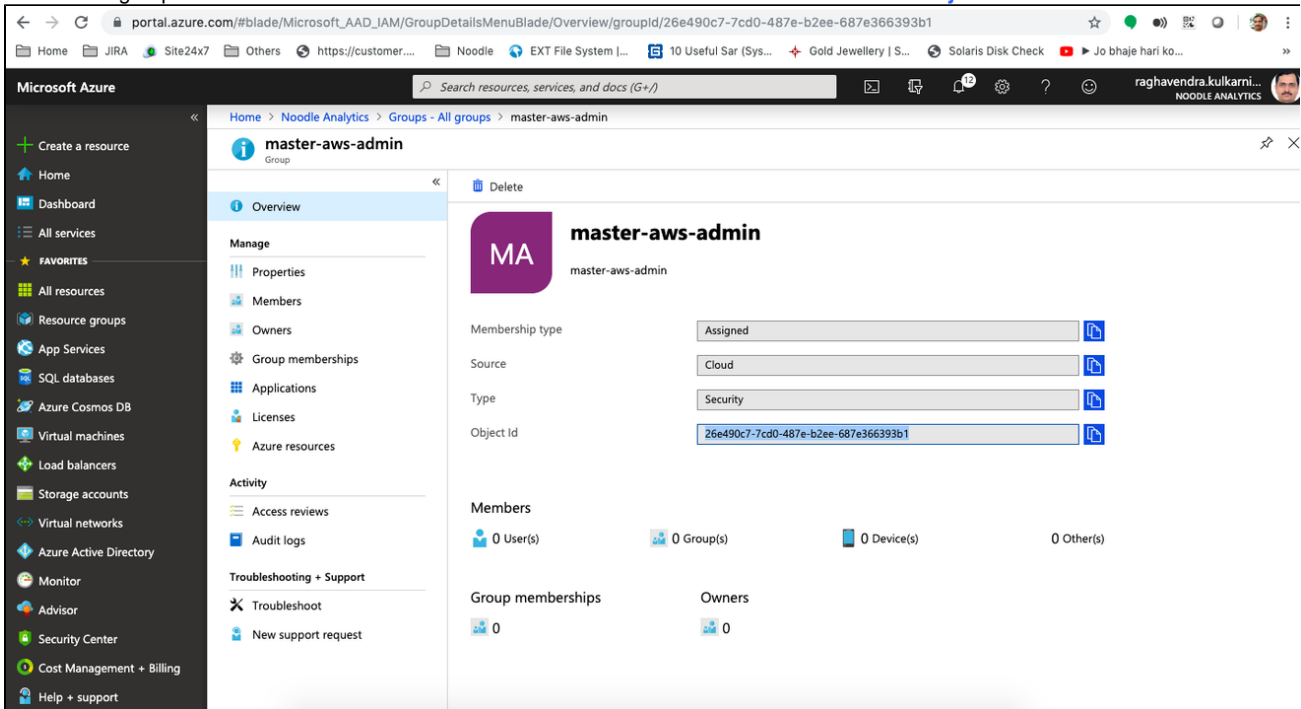 portal.azure.com/#blade/Microsoft_AAD_IAM/GroupDetailsMenuBlade/Overview/groupId/26e490c7-7cd0-487e-b2ee-687e366393b1
Home JIRA Site24x7 Others https://customer.... Noodle EXT File System |... 10 Useful Sar (Sys... Gold Jewellery | S... Solaris Disk Check Jo bhaje hari ko... »
Microsoft Azure
Search resources, services, and docs (G+/)
12
raghavendra.kulkarni...
NOODLE ANALYTICS
Home > Noodle Analytics > Groups - All groups > master-aws-admin
Create a resource
Home
Dashboard
All services
FAVORITES
All resources
Resource groups
App Services
SQL databases
Azure Cosmos DB
Virtual machines
Load balancers
Storage accounts
Virtual networks
Azure Active Directory
Monitor
Advisor
Security Center
Cost Management + Billing
Help + support
master-aws-admin
Group
Overview
Manage
Properties
Members
Owners
Group memberships
Applications
Licenses
Azure resources
Activity
Access reviews
Audit logs
Troubleshooting + Support
Troubleshoot
New support request
Delete
MA
master-aws-admin
master-aws-admin
Membership type Assigned
Source Cloud
Type Security
Object Id 26e490c7-7cd0-487e-b2ee-687e366393b1
Members
0 User(s) 0 Group(s) 0 Device(s) 0 Other(s)
Group memberships Owners
0 0